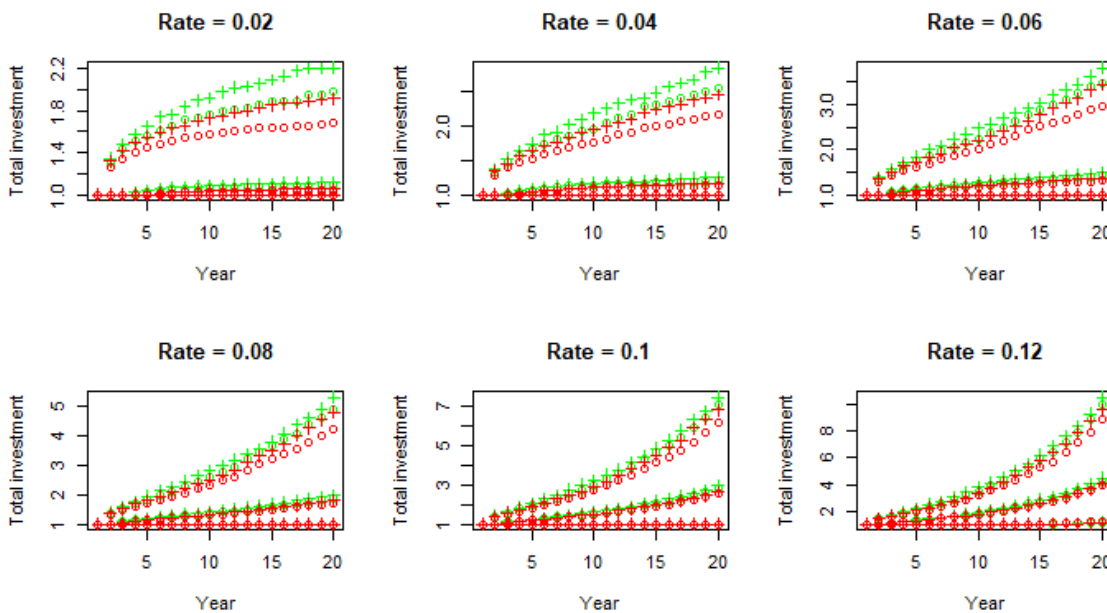 Rate = 0.02
Total investment
1.0 1.4 1.8 2.2
5 10 15 20
Year
Rate = 0.04
Total investment
1.0 2.0
5 10 15 20
Year
Rate = 0.06
Total investment
1.0 2.0 3.0
5 10 15 20
Year
Rate = 0.08
Total investment
1 2 3 4 5
5 10 15 20
Year
Rate = 0.1
Total investment
1 3 5 7
5 10 15 20
Year
Rate = 0.12
Total investment
2 4 6 8
5 10 15 20
Year